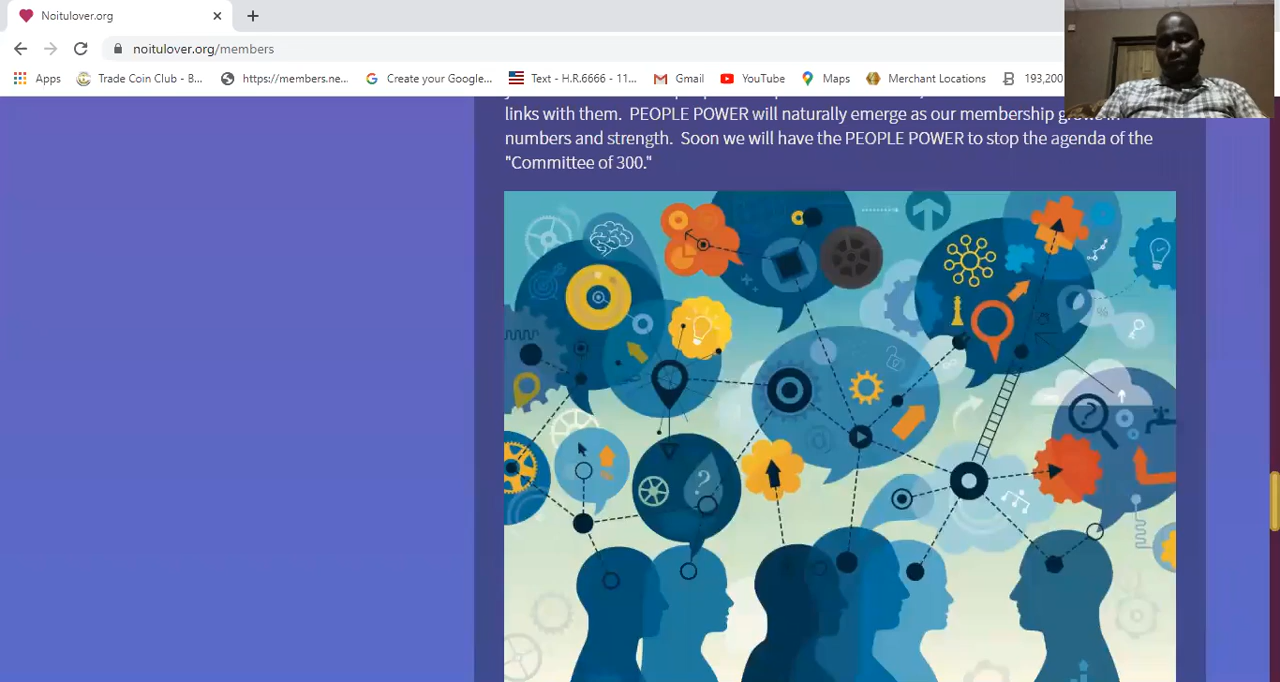 Noitulover.org
noitulover.org/members
Apps
Trade Coin Club - B...
https://members.ne...
Create your Google...
Text - H.R.6666 - 11...
Gmail
YouTube
Maps
Merchant Locations
193,200
links with them. PEOPLE POWER will naturally emerge as our membership
numbers and strength. Soon we will have the PEOPLE POWER to stop the agenda of the
"Committee of 300."